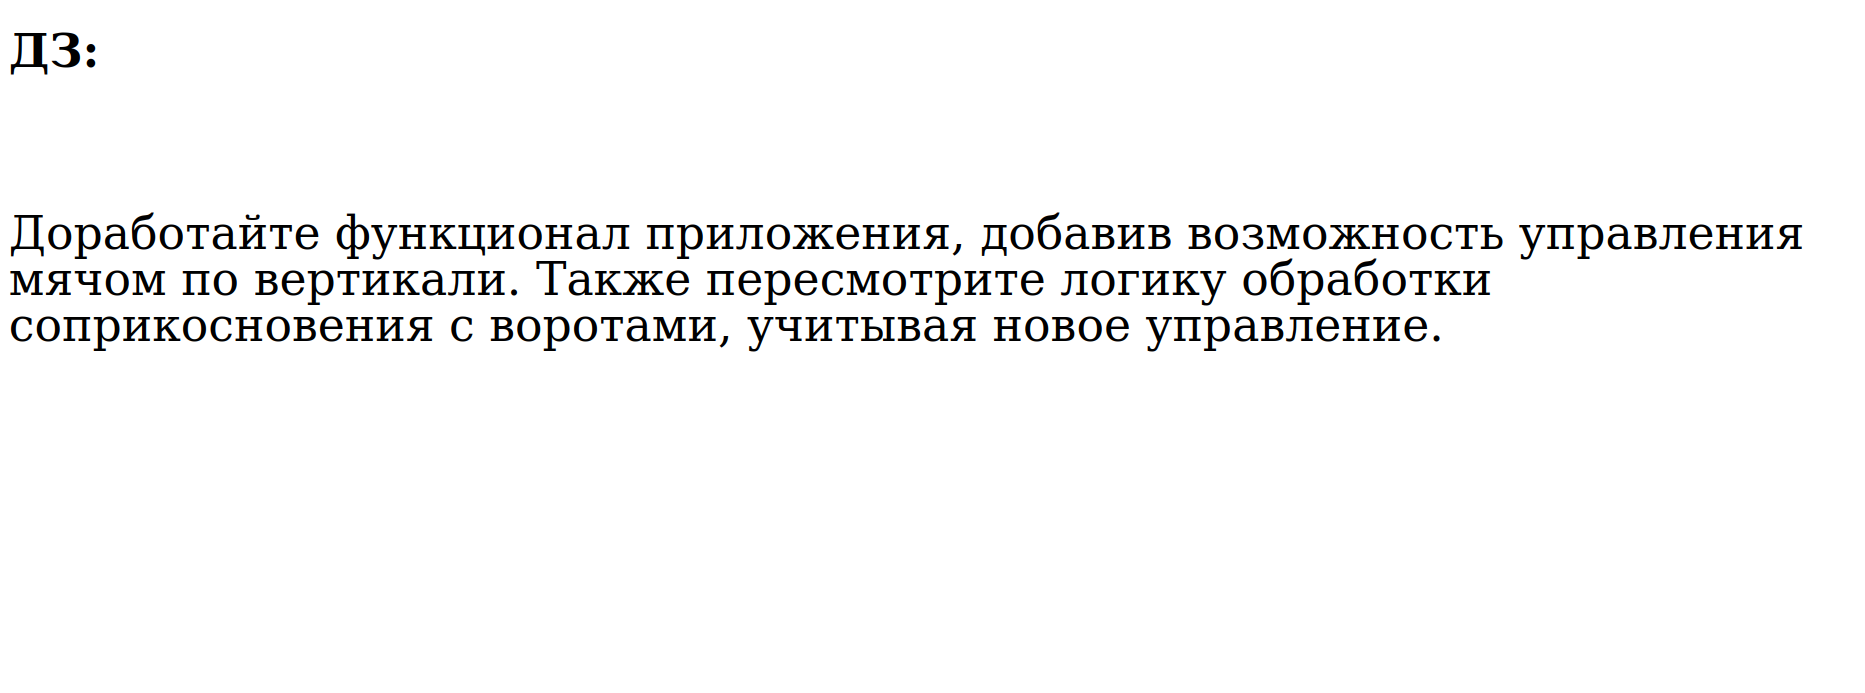 ДЗ:
Доработайте функционал приложения, добавив возможность управления
мячом по вертикали. Также пересмотрите логику обработки
соприкосновения с воротами, учитывая новое управление.